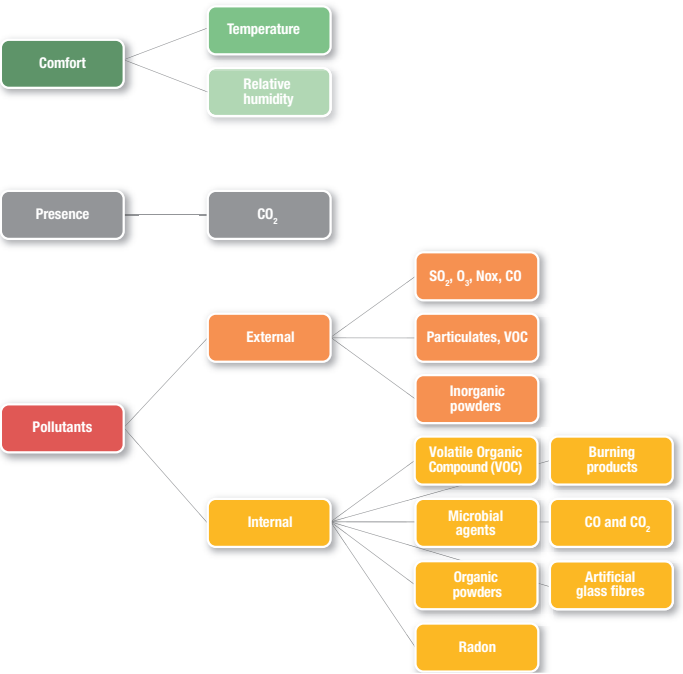 Comfort
Temperature
Relative
humidity
Presence
CO₂
Pollutants
External
SO₂, O₃, Nox, CO
Particulates, VOC
Inorganic
powders
Internal
Volatile Organic
Compound (VOC)
Burning
products
Microbial
agents
CO and CO₂
Organic
powders
Artificial
glass fibres
Radon